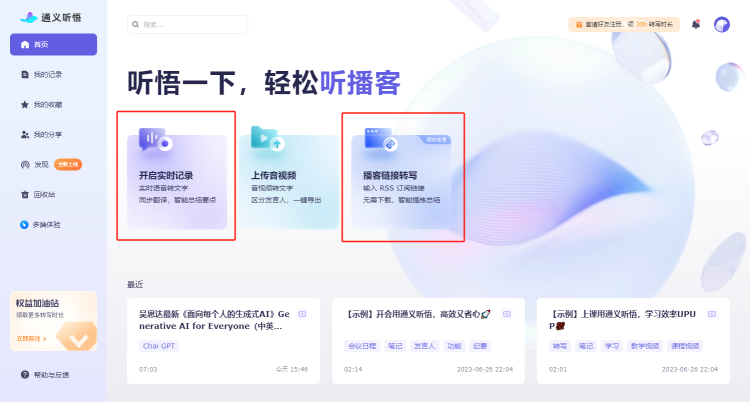 通义听悟
搜索...
邀请好友注册，领 20h 转写时长
首页
我的记录
我的收藏
我的分享
发现 全新上线
回收站
多端体验
听悟一下，轻松听播客
开启实时记录
实时语音转文字
同步翻译，智能总结要点
上传音视频
音视频转文字
区分发言人，一键导出
限时免费
播客链接转写
输入 RSS 订阅链接
无需下载，智能提炼总结
最近
吴恩达最新《面向每个人的生成式AI》Ge
nerative AI for Everyone（中英...
Chai GPT
07:03 今天 15:46
【示例】开会用通义听悟，高效又省心🚀
会议日程 笔记 发言人 功能 纪要
02:14 2023-06-26 22:04
【示例】上课用通义听悟，学习效率UPU
P
转写 笔记 学习 教学视频 课程视频
02:01 2023-06-26 22:04
权益加油站
领取更多转写时长
立即前往 >
帮助与反馈